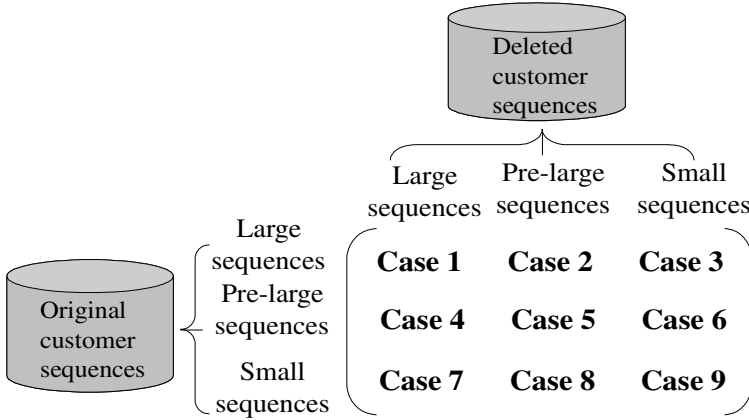 Deleted
customer
sequences
Large
sequences
Pre-large
sequences
Small
sequences
Original
customer
sequences
Large
sequences
Pre-large
sequences
Small
sequences
Case 1 Case 2 Case 3
Case 4 Case 5 Case 6
Case 7 Case 8 Case 9